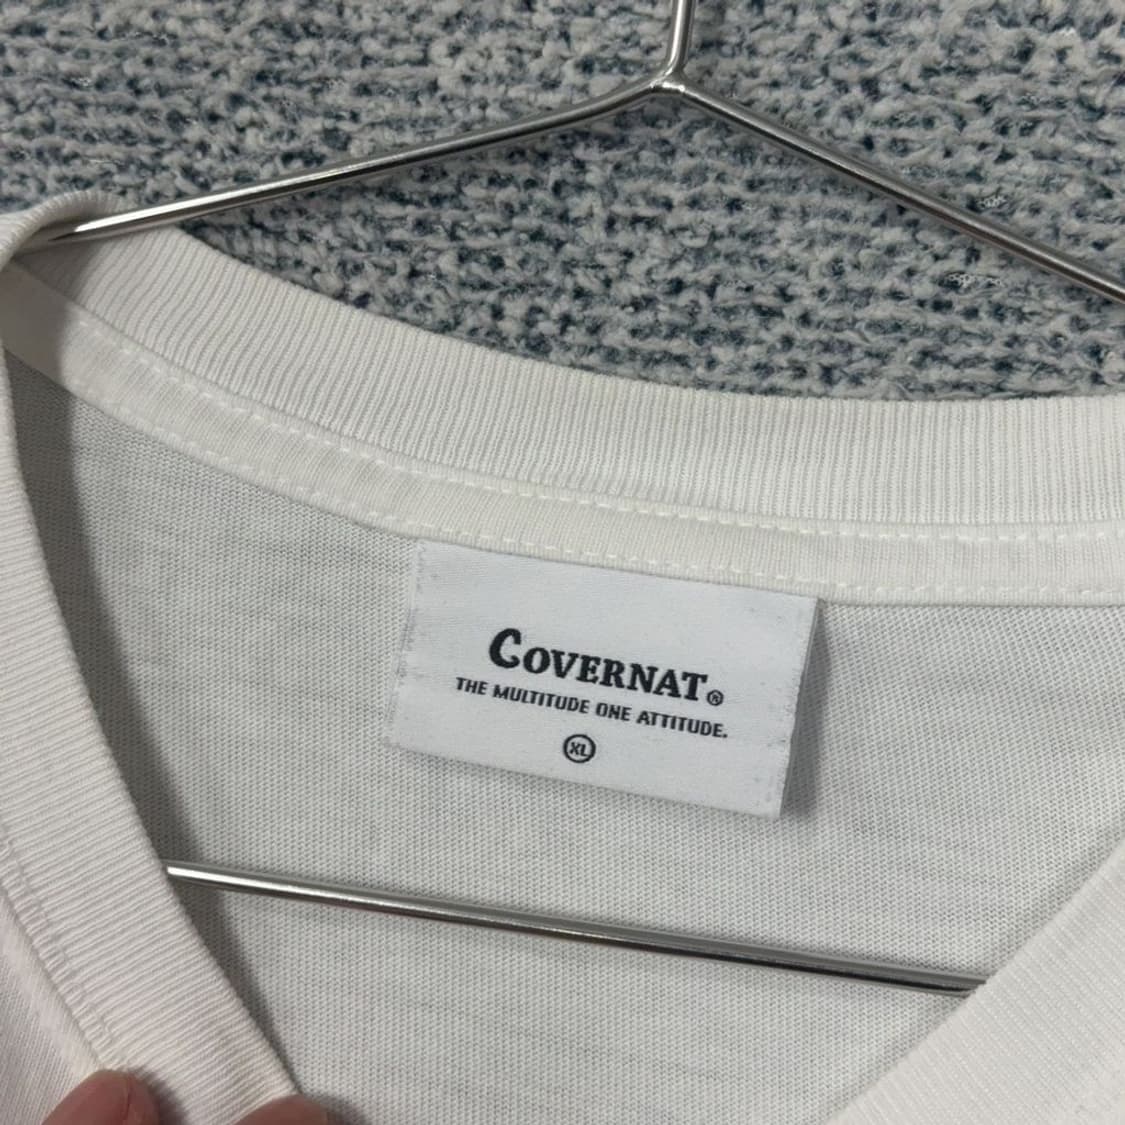 COVERNAT®
THE MULTITUDE ONE ATTITUDE.
XL